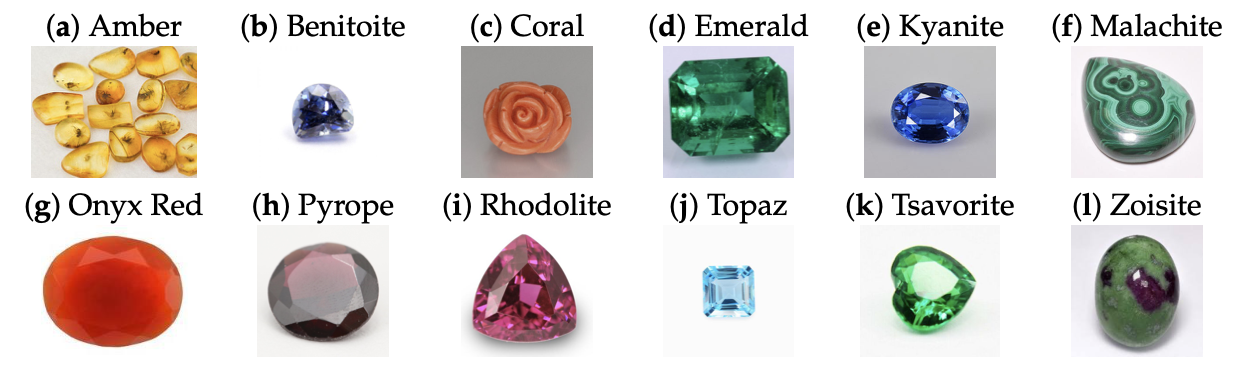 (a) Amber (b) Benitoite (c) Coral (d) Emerald (e) Kyanite (f) Malachite
(g) Onyx Red (h) Pyrope (i) Rhodolite (j) Topaz (k) Tsavorite (l) Zoisite